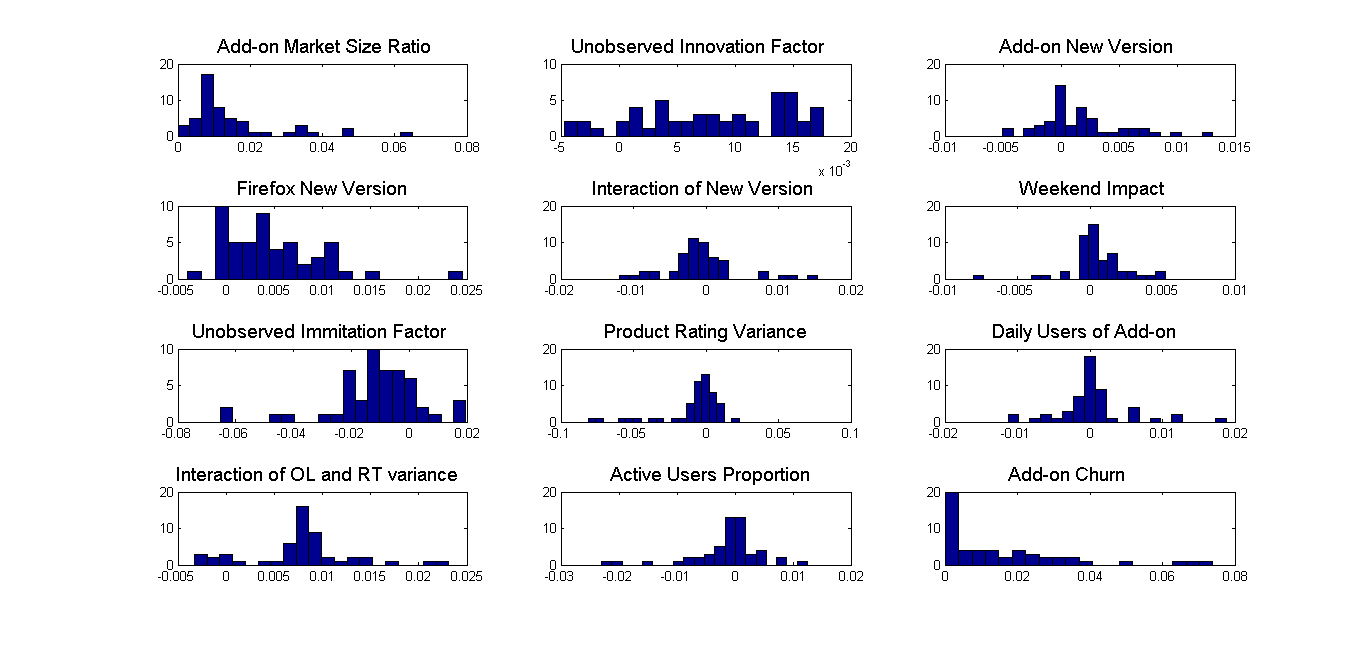 Add-on Market Size Ratio
20
10
0
0 0.02 0.04 0.06 0.08
Unobserved Innovation Factor
10
5
0
-5 0 5 10 15 20
x 10-3
Add-on New Version
20
10
0
-0.01 -0.005 0 0.005 0.01 0.015
Firefox New Version
10
5
0
-0.005 0 0.005 0.01 0.015 0.02 0.025
Interaction of New Version
20
10
0
-0.02 -0.01 0 0.01 0.02
Weekend Impact
20
10
0
-0.01 -0.005 0 0.005 0.01
Unobserved Immitation Factor
10
5
0
-0.08 -0.06 -0.04 -0.02 0 0.02
Product Rating Variance
20
10
0
-0.1 -0.05 0 0.05 0.1
Daily Users of Add-on
20
10
0
-0.02 -0.01 0 0.01 0.02
Interaction of OL and RT variance
20
10
0
-0.005 0 0.005 0.01 0.015 0.02 0.025
Active Users Proportion
20
10
0
-0.03 -0.02 -0.01 0 0.01 0.02
Add-on Churn
20
10
0
0 0.02 0.04 0.06 0.08